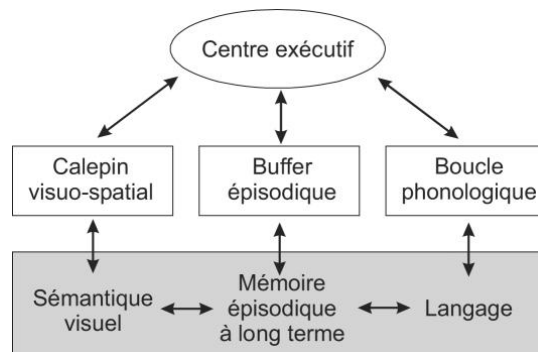 Centre exécutif
Calepin
visuo-spatial
Buffer
épisodique
Boucle
phonologique
Sémantique
visuel
Mémoire
épisodique
à long terme
Langage